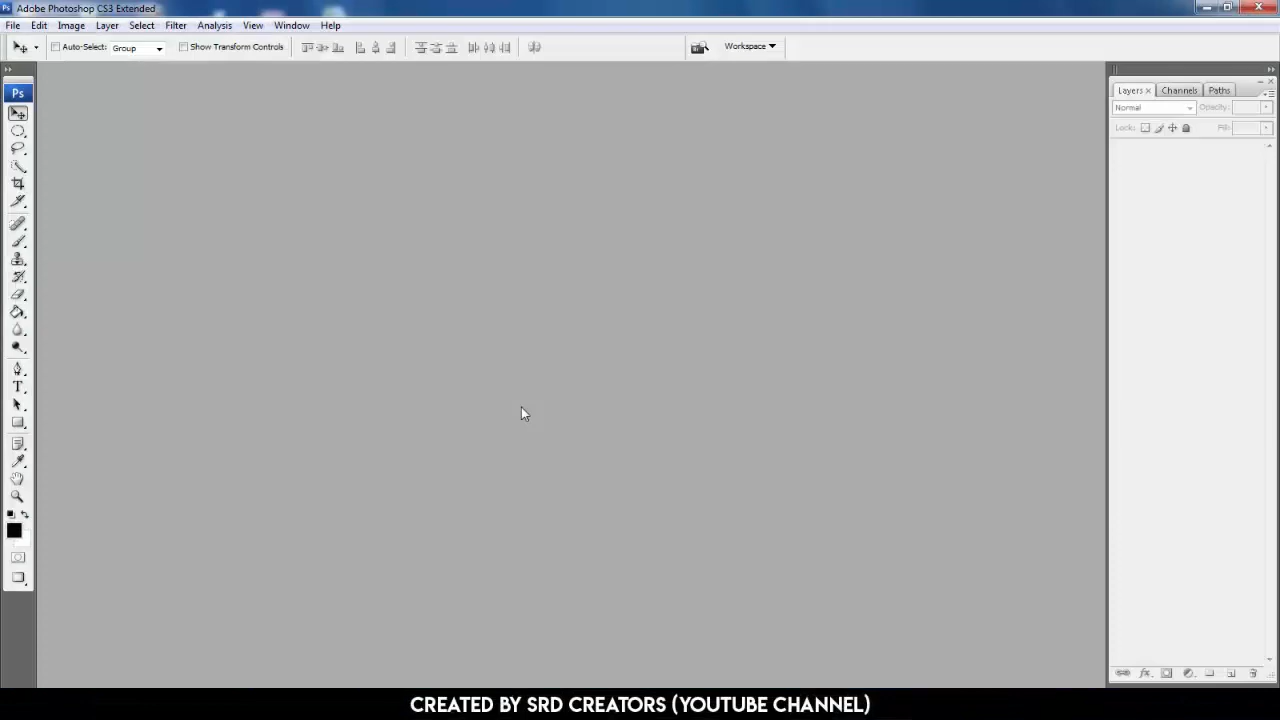 Ps Adobe Photoshop CS3 Extended
File Edit Image Layer Select Filter Analysis View Window Help
Auto-Select: Group Show Transform Controls Workspace
Ps
Layers Channels Paths
Normal Opacity:
Lock: Fill:
T
CREATED BY SRD CREATORS (YOUTUBE CHANNEL)